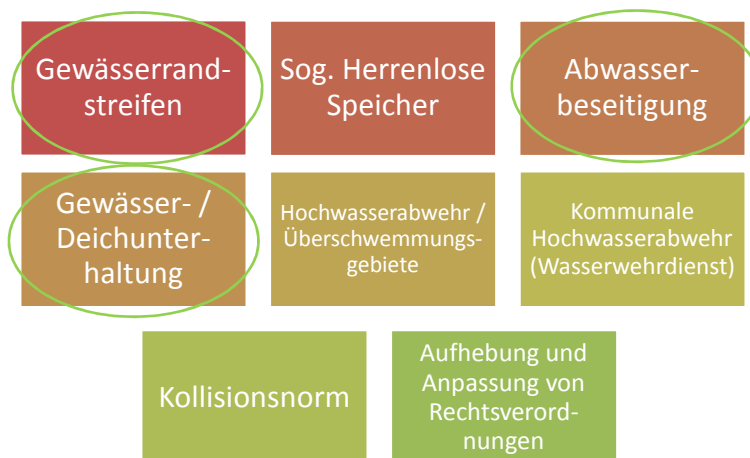 Gewässerrand-
streifen
Sog. Herrenlose
Speicher
Abwasser-
beseitigung
Gewässer- /
Deichunter-
haltung
Hochwasserabwehr /
Überschwemmungs-
gebiete
Kommunale
Hochwasserabwehr
(Wasserwehrdienst)
Kollisionsnorm
Aufhebung und
Anpassung von
Rechtsverord-
nungen